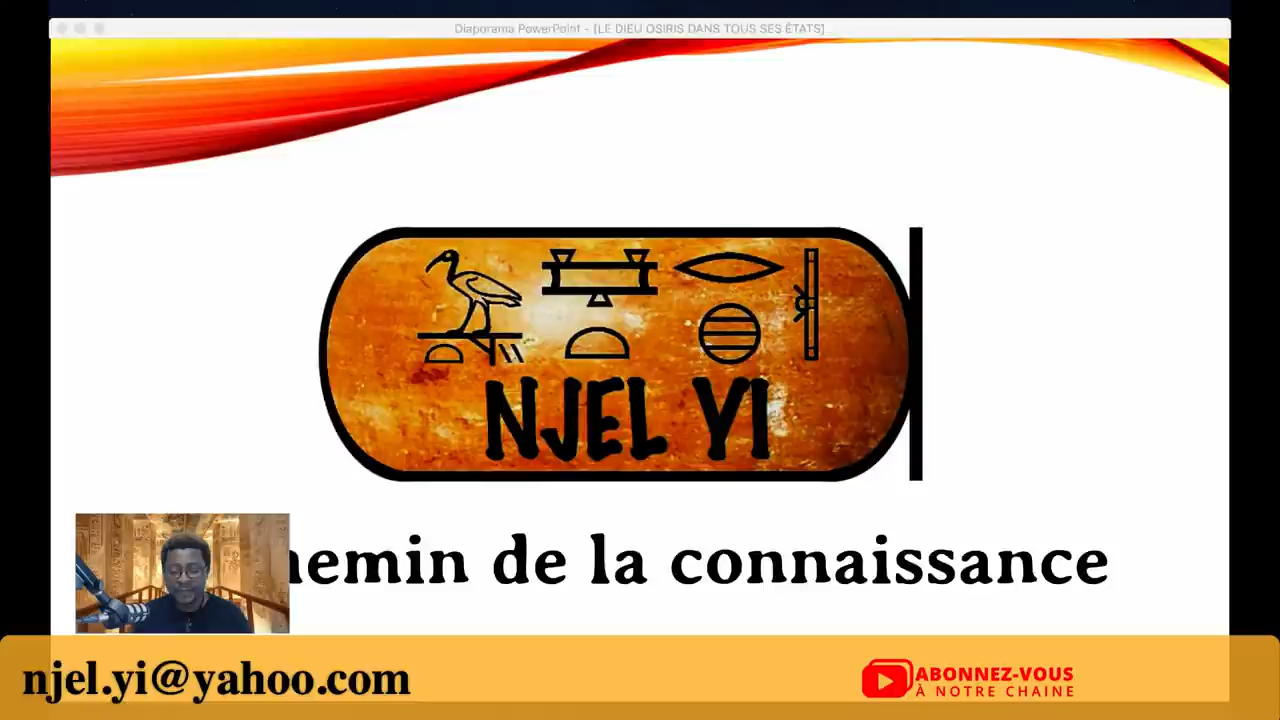 Diaporama PowerPoint - [LE DIEU OSIRIS DANS TOUS SES ÉTATS]
NJEL YI
hemin de la connaissance
njel.yi@yahoo.com
ABONNEZ-VOUS
À NOTRE CHAINE